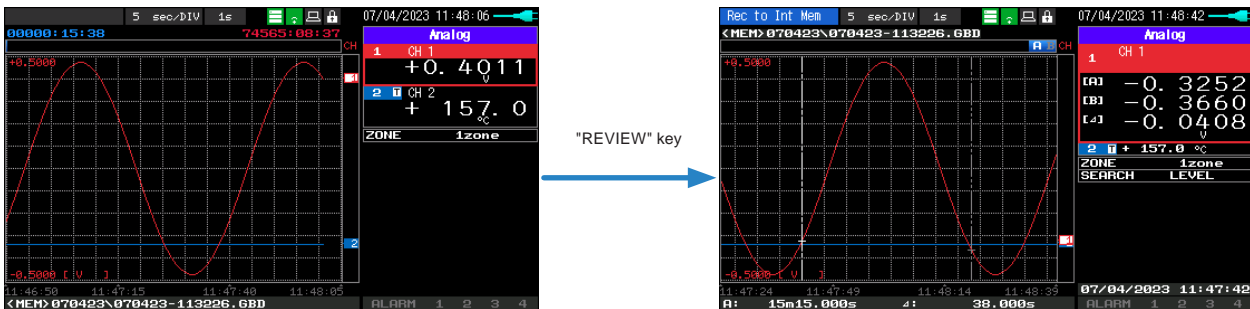 5 sec/DIV 1s 07/04/2023 11:48:06
00000:15:38 74565:08:37 Analog
CH
1 CH 1
+0.5000
+0. 4011
1
V
2 T CH 2
+ 157. 0
°C
ZONE 1zone
2
-0.5000 [ V ]
11:46:50 11:47:15 11:47:40 11:48:05
<MEM>070423\070423-113226.GBD ALARM 1 2 3 4
"REVIEW" key
Rec to Int Mem 5 sec/DIV 1s 07/04/2023 11:48:42
<MEM>070423\070423-113226.GBD Analog
A B CH
1 CH 1
+0.5000
[A] -0. 3252
[B] -0. 3660
[⊿] -0. 0408
V
2 T + 157.0 °C
ZONE 1zone
SEARCH LEVEL
1
-0.5000 [ V ]
11:47:24 11:47:49 11:48:14 11:48:39 07/04/2023 11:47:42
A: 15m15.000s ⊿: 38.000s ALARM 1 2 3 4